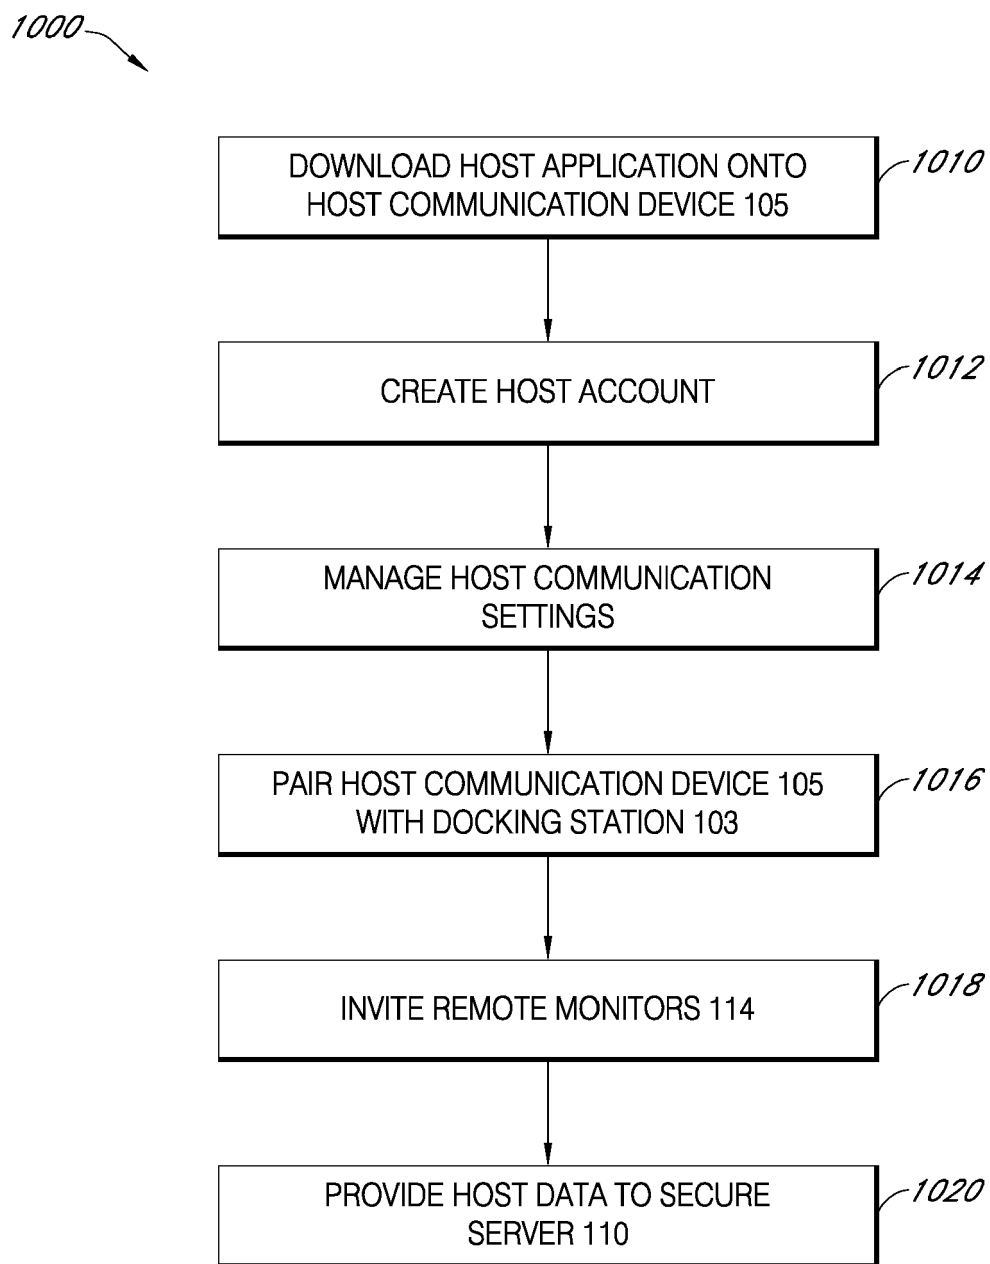 1000
DOWNLOAD HOST APPLICATION ONTO
HOST COMMUNICATION DEVICE 105
1010
CREATE HOST ACCOUNT
1012
MANAGE HOST COMMUNICATION
SETTINGS
1014
PAIR HOST COMMUNICATION DEVICE 105
WITH DOCKING STATION 103
1016
INVITE REMOTE MONITORS 114
1018
PROVIDE HOST DATA TO SECURE
SERVER 110
1020